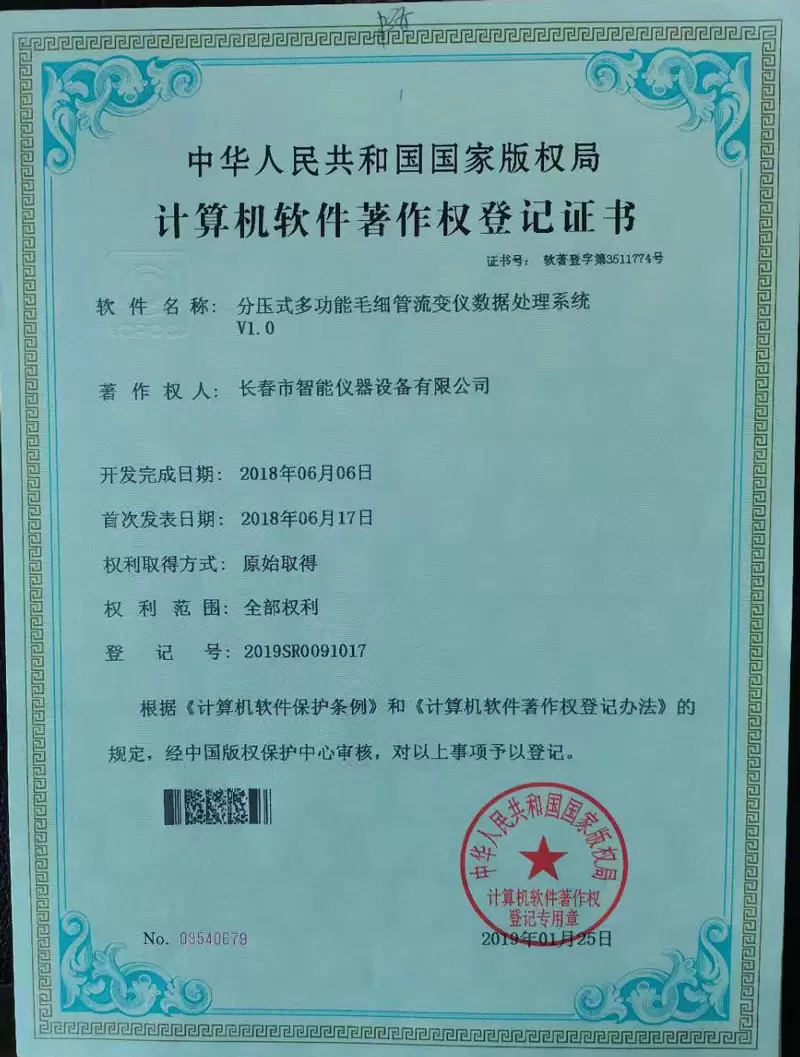 中华人民共和国国家版权局
计算机软件著作权登记证书
证书号： 软著登字第3511774号
软件名称： 分压式多功能毛细管流变仪数据处理系统
V1.0
著作权人： 长春市智能仪器设备有限公司
开发完成日期： 2018年06月06日
首次发表日期： 2018年06月17日
权利取得方式： 原始取得
权利范围： 全部权利
登记号： 2019SR0091017
根据《计算机软件保护条例》和《计算机软件著作权登记办法》的
规定，经中国版权保护中心审核，对以上事项予以登记。
中华人民共和国国家版权局
计算机软件著作权
登记专用章
No. 03540679
2019年01月25日